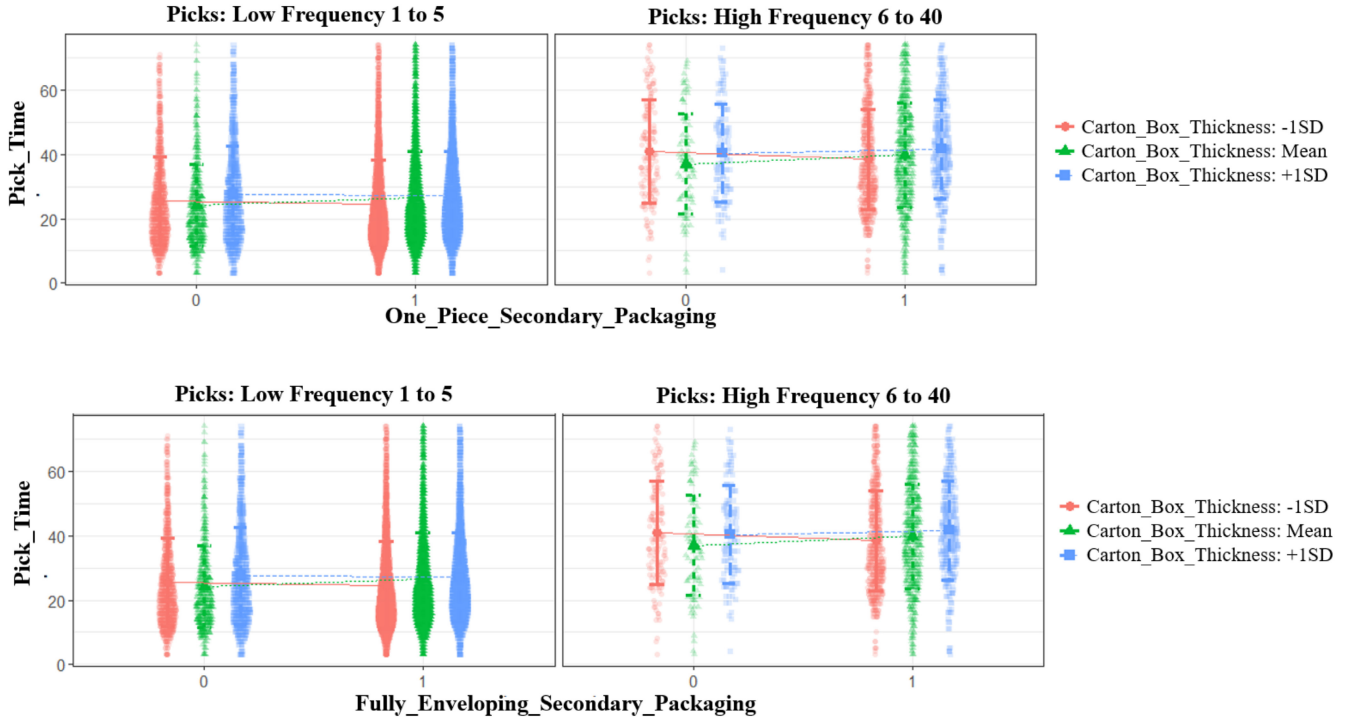 Picks: Low Frequency 1 to 5 Picks: High Frequency 6 to 40
Pick_Time
60
40
20
0
Carton_Box_Thickness: -1SD
Carton_Box_Thickness: Mean
Carton_Box_Thickness: +1SD
0 1 0 1
One_Piece_Secondary_Packaging
Picks: Low Frequency 1 to 5 Picks: High Frequency 6 to 40
Pick_Time
60
40
20
0
Carton_Box_Thickness: -1SD
Carton_Box_Thickness: Mean
Carton_Box_Thickness: +1SD
0 1 0 1
Fully_Enveloping_Secondary_Packaging